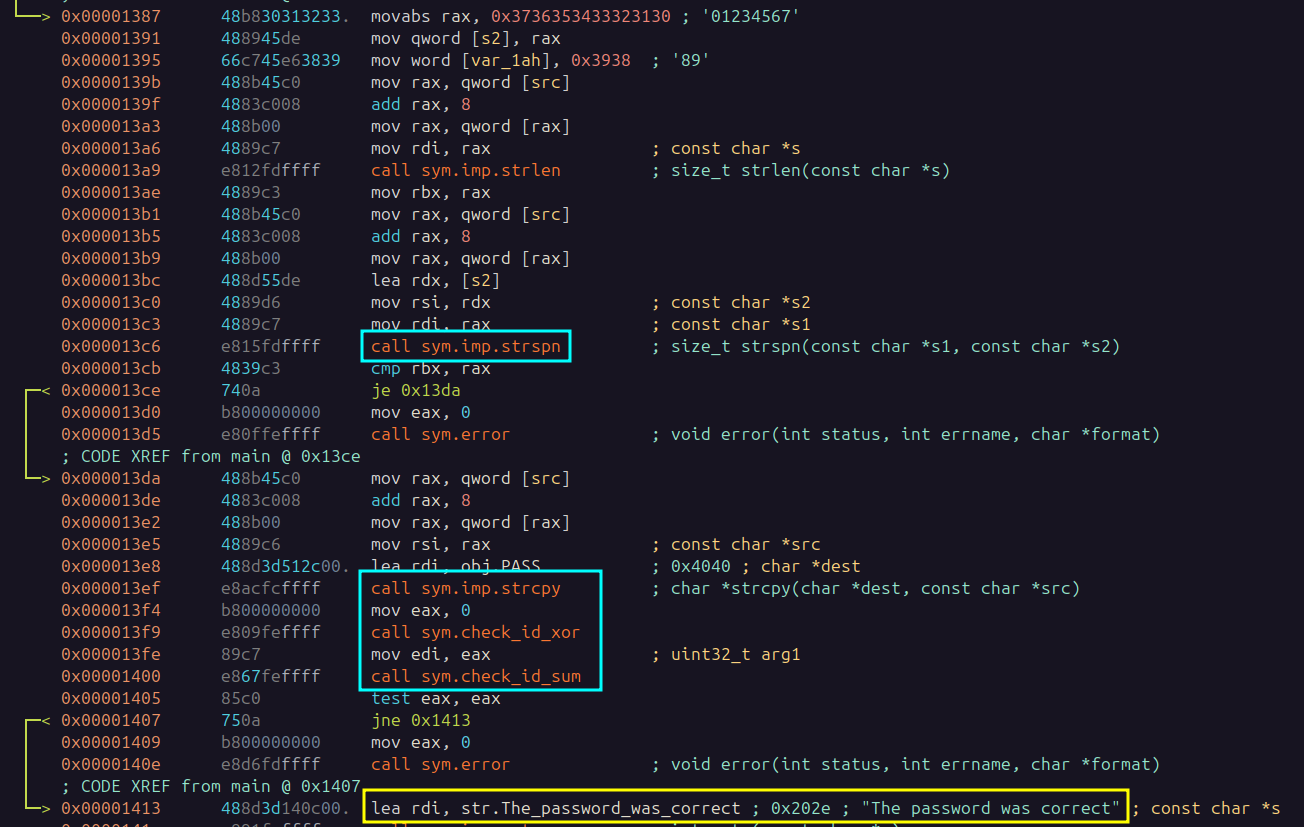 0x00001387 48b830313233. movabs rax, 0x3736353433323130 ; '01234567'
0x00001391 488945de mov qword [s2], rax
0x00001395 66c745e63839 mov word [var_1ah], 0x3938 ; '89'
0x0000139b 488b45c0 mov rax, qword [src]
0x0000139f 4883c008 add rax, 8
0x000013a3 488b00 mov rax, qword [rax]
0x000013a6 4889c7 mov rdi, rax ; const char *s
0x000013a9 e812fdffff call sym.imp.strlen ; size_t strlen(const char *s)
0x000013ae 4889c3 mov rbx, rax
0x000013b1 488b45c0 mov rax, qword [src]
0x000013b5 4883c008 add rax, 8
0x000013b9 488b00 mov rax, qword [rax]
0x000013bc 488d55de lea rdx, [s2]
0x000013c0 4889d6 mov rsi, rdx ; const char *s2
0x000013c3 4889c7 mov rdi, rax ; const char *s1
0x000013c6 e815fdffff call sym.imp.strspn ; size_t strspn(const char *s1, const char *s2)
0x000013cb 4839c3 cmp rbx, rax
0x000013ce 740a je 0x13da
0x000013d0 b800000000 mov eax, 0
0x000013d5 e80ffeffff call sym.error ; void error(int status, int errname, char *format)
; CODE XREF from main @ 0x13ce
0x000013da 488b45c0 mov rax, qword [src]
0x000013de 4883c008 add rax, 8
0x000013e2 488b00 mov rax, qword [rax]
0x000013e5 4889c6 mov rsi, rax ; const char *src
0x000013e8 488d3d512c00. lea rdi, obj.PASS ; 0x4040 ; char *dest
0x000013ef e8acfcffff call sym.imp.strcpy ; char *strcpy(char *dest, const char *src)
0x000013f4 b800000000 mov eax, 0
0x000013f9 e809feffff call sym.check_id_xor
0x000013fe 89c7 mov edi, eax ; uint32_t arg1
0x00001400 e867feffff call sym.check_id_sum
0x00001405 85c0 test eax, eax
0x00001407 750a jne 0x1413
0x00001409 b800000000 mov eax, 0
0x0000140e e8d6fdffff call sym.error ; void error(int status, int errname, char *format)
; CODE XREF from main @ 0x1407
0x00001413 488d3d140c00. lea rdi, str.The_password_was_correct ; 0x202e ; "The password was correct" ; const char *s